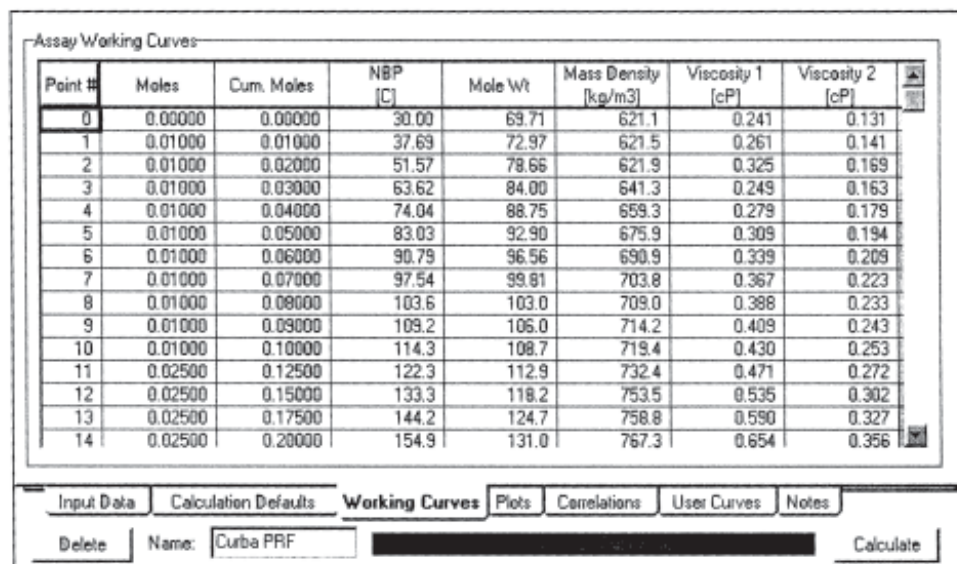 Assay Working Curves
Point # Moles Cum. Moles NBP [C] Mole Wt Mass Density [kg/m3] Viscosity 1 [cP] Viscosity 2 [cP]
0 0.00000 0.00000 30.00 69.71 621.1 0.241 0.131
1 0.01000 0.01000 37.69 72.97 621.5 0.261 0.141
2 0.01000 0.02000 51.57 78.66 621.9 0.325 0.169
3 0.01000 0.03000 63.62 84.00 641.3 0.249 0.163
4 0.01000 0.04000 74.04 88.75 659.3 0.279 0.179
5 0.01000 0.05000 83.03 92.90 675.9 0.309 0.194
6 0.01000 0.06000 90.79 96.56 690.9 0.339 0.209
7 0.01000 0.07000 97.54 99.81 703.8 0.367 0.223
8 0.01000 0.08000 103.6 103.0 709.0 0.388 0.233
9 0.01000 0.09000 109.2 106.0 714.2 0.409 0.243
10 0.01000 0.10000 114.3 108.7 719.4 0.430 0.253
11 0.02500 0.12500 122.3 112.9 732.4 0.471 0.272
12 0.02500 0.15000 133.3 118.2 753.5 0.535 0.302
13 0.02500 0.17500 144.2 124.7 758.8 0.590 0.327
14 0.02500 0.20000 154.9 131.0 767.3 0.654 0.356
Input Data Calculation Defaults Working Curves Plots Correlations User Curves Notes
Delete Name: Curba PRF Calculate